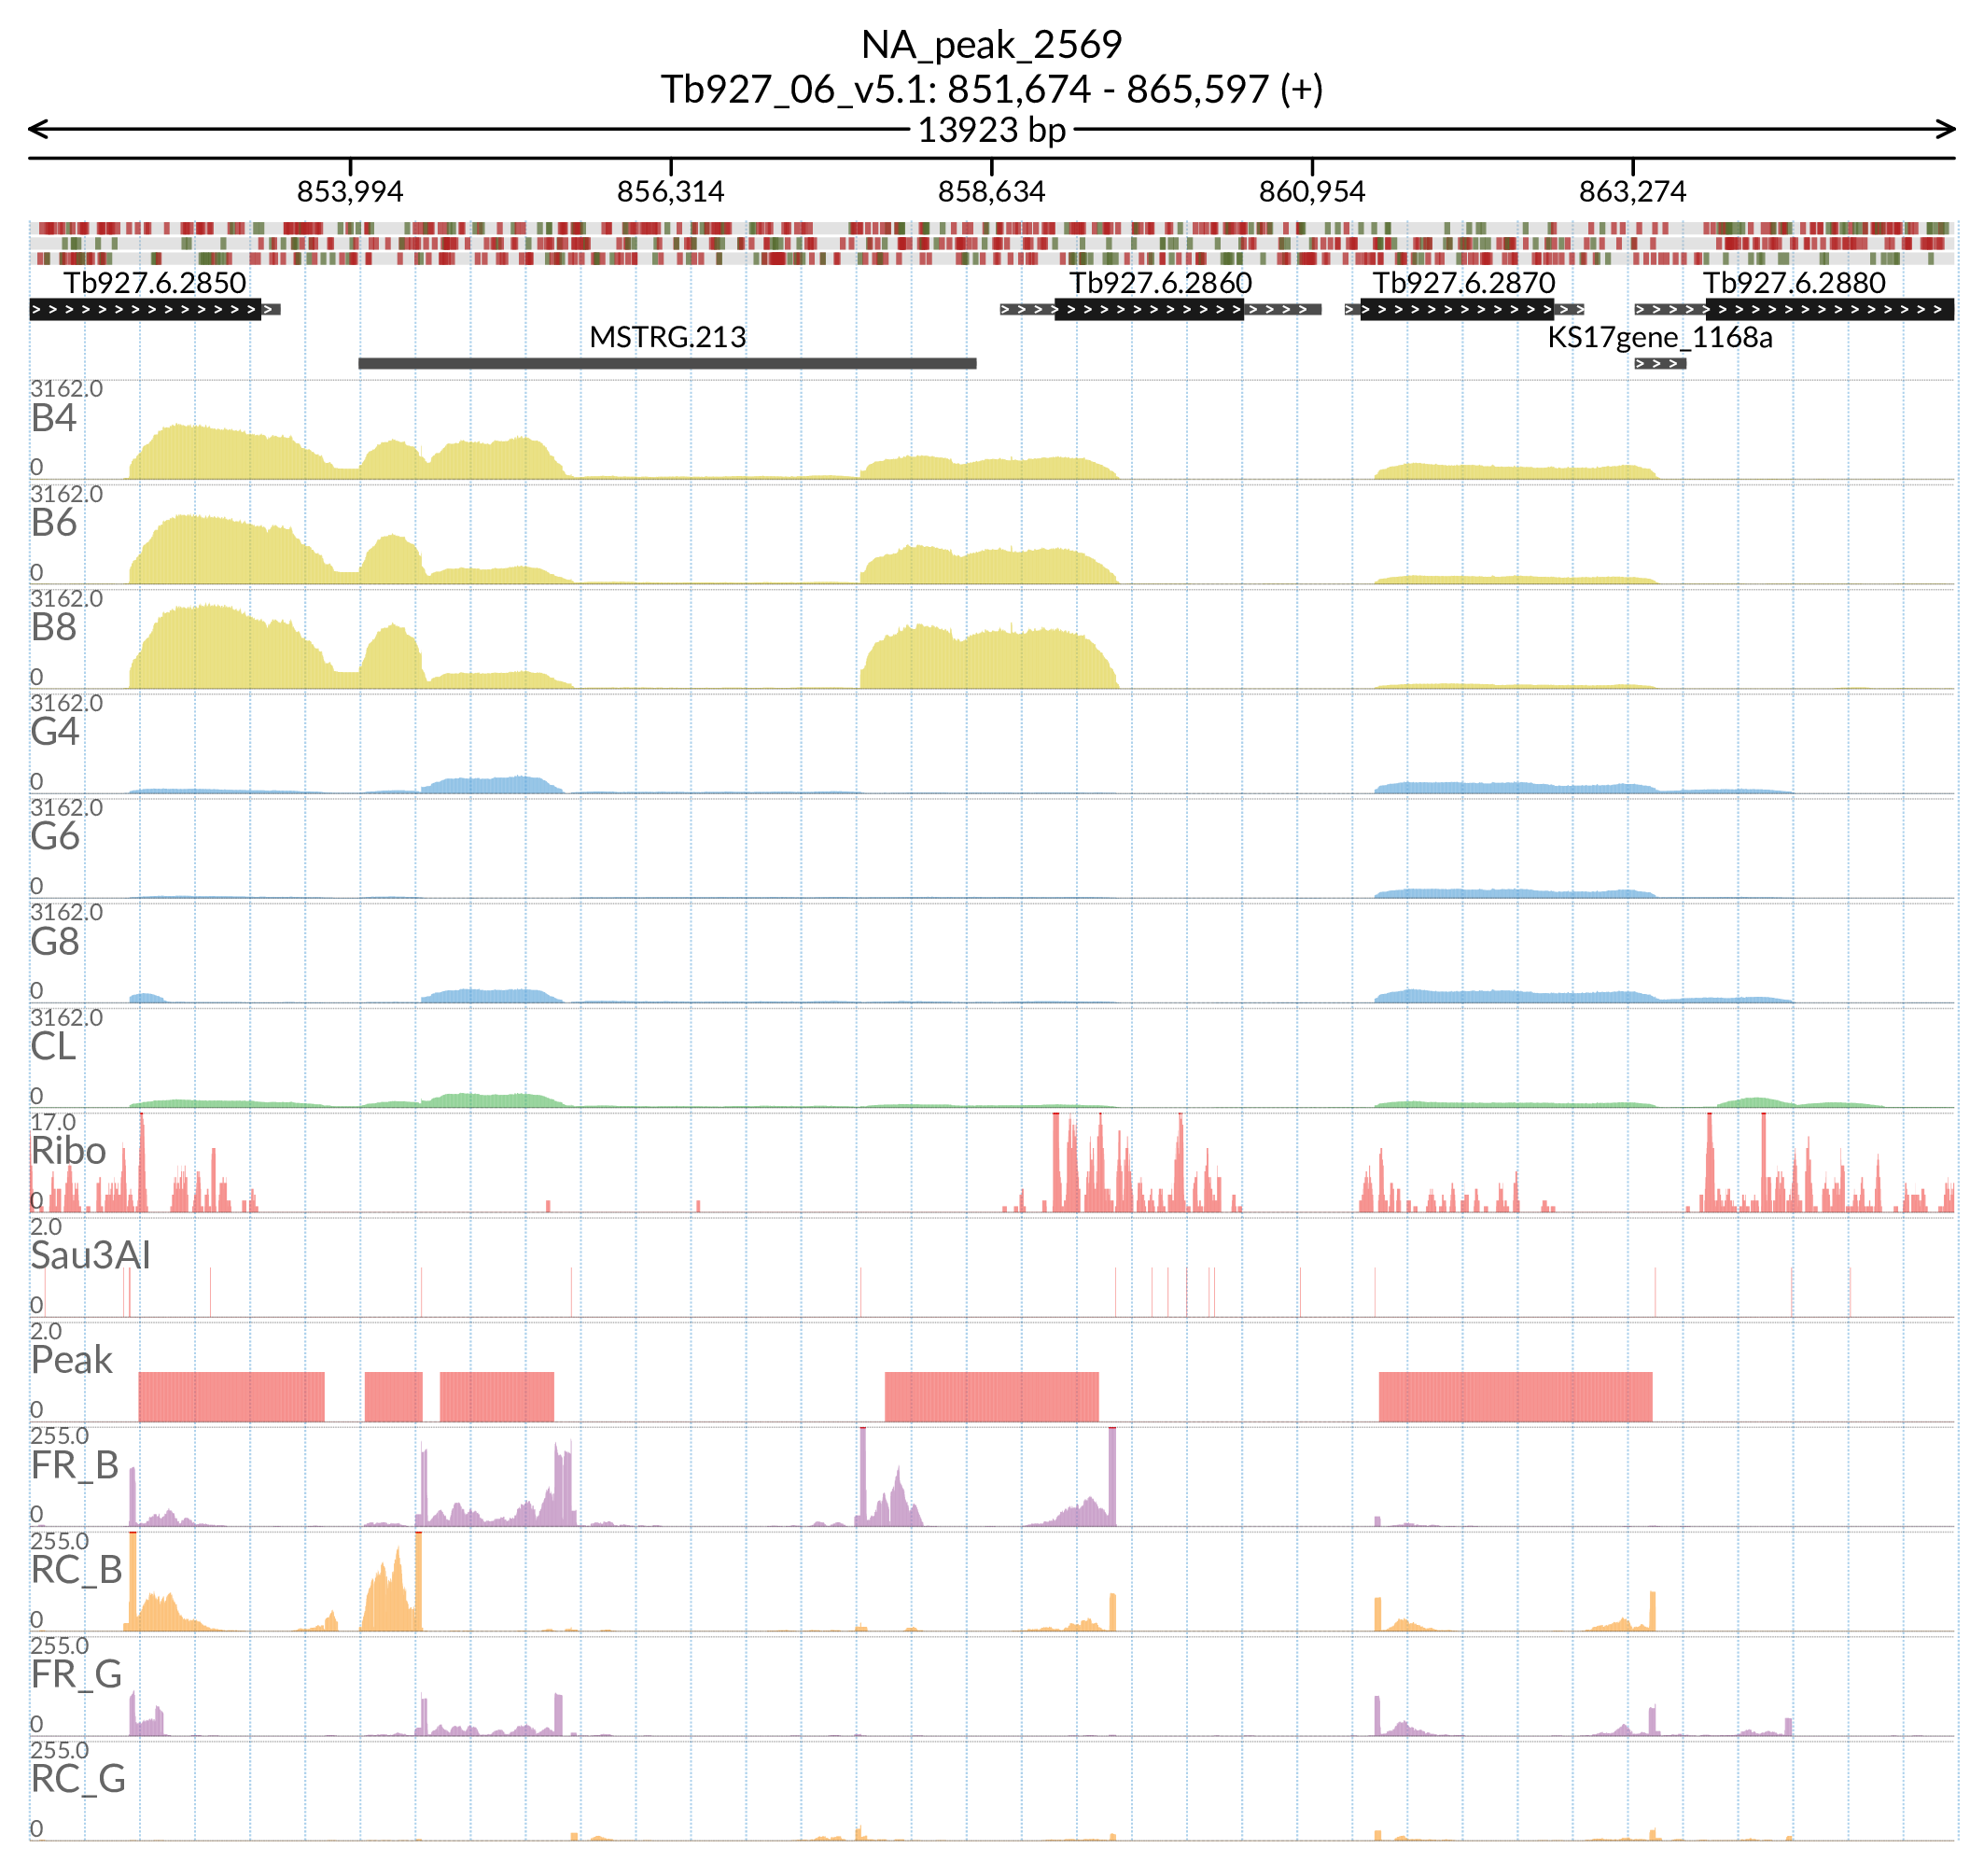 NA_peak_2569
Tb927_06_v5.1: 851,674 - 865,597 (+)
13923 bp
853,994 856,314 858,634 860,954 863,274
Tb927.6.2850 Tb927.6.2860 Tb927.6.2870 Tb927.6.2880
MSTRG.213 KS17gene_1168a
3162.0
B4
0
3162.0
B6
0
3162.0
B8
0
3162.0
G4
0
3162.0
G6
0
3162.0
G8
0
3162.0
CL
0
17.0
Ribo
0
2.0
Sau3AI
0
2.0
Peak
0
255.0
FR_B
0
255.0
RC_B
0
255.0
FR_G
0
255.0
RC_G
0